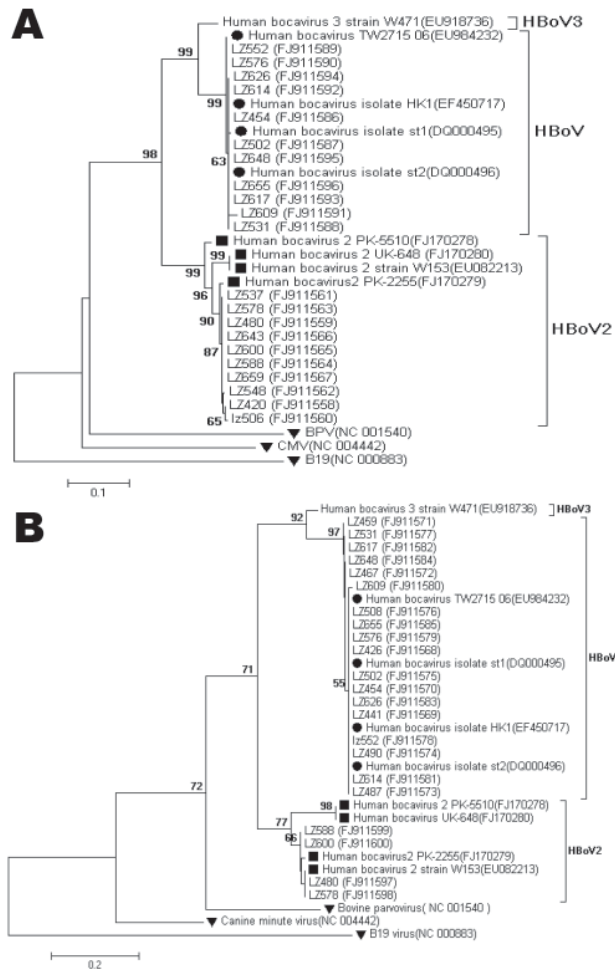 A
Human bocavirus 3 strain W471(EU918736)
HBoV3
Human bocavirus TW2715 06(EU984232)
LZ552 (FJ911589)
LZ576 (FJ911590)
LZ626 (FJ911594)
LZ614 (FJ911592)
Human bocavirus isolate HK1(EF450717)
LZ454 (FJ911586)
Human bocavirus isolate st1(DQ000495)
LZ502 (FJ911587)
LZ648 (FJ911595)
Human bocavirus isolate st2(DQ000496)
LZ655 (FJ911596)
LZ617 (FJ911593)
LZ609 (FJ911591)
LZ531 (FJ911588)
HBoV
Human bocavirus 2 PK-5510(FJ170278)
Human bocavirus 2 UK-648(FJ170280)
Human bocavirus 2 strain W153(EU082213)
Human bocavirus2 PK-2255(FJ170279)
LZ537 (FJ911561)
LZ578 (FJ911563)
LZ480 (FJ911559)
LZ643 (FJ911566)
LZ600 (FJ911565)
LZ588 (FJ911564)
LZ659 (FJ911567)
LZ548 (FJ911562)
LZ420 (FJ911558)
lz506 (FJ911560)
HBoV2
BPV(NC 001540)
CMV(NC 004442)
B19(NC 000883)
99
99
63
98
99
99
96
90
87
65
0.1
B
Human bocavirus 3 strain W471(EU918736)
HBoV3
LZ459 (FJ911571)
LZ531 (FJ911577)
LZ617 (FJ911582)
LZ648 (FJ911584)
LZ467 (FJ911572)
LZ609 (FJ911580)
Human bocavirus TW2715 06(EU984232)
LZ508 (FJ911576)
LZ655 (FJ911585)
LZ576 (FJ911579)
LZ426 (FJ911568)
Human bocavirus isolate st1(DQ000495)
LZ502 (FJ911575)
LZ454 (FJ911570)
LZ626 (FJ911583)
LZ441 (FJ911569)
Human bocavirus isolate HK1(EF450717)
lz552 (FJ911578)
LZ490 (FJ911574)
Human bocavirus isolate st2(DQ000496)
LZ614 (FJ911581)
LZ487 (FJ911573)
HBoV
Human bocavirus 2 PK-5510(FJ170278)
Human bocavirus UK-648(FJ170280)
LZ588 (FJ911599)
LZ600 (FJ911600)
Human bocavirus2 PK-2255(FJ170279)
Human bocavirus 2 strain W153(EU082213)
LZ480 (FJ911597)
LZ578 (FJ911598)
HBoV2
Bovine parvovirus( NC 001540 )
Canine minute virus(NC 004442)
B19 virus(NC 000883)
92
97
71
55
72
98
77
66
0.2